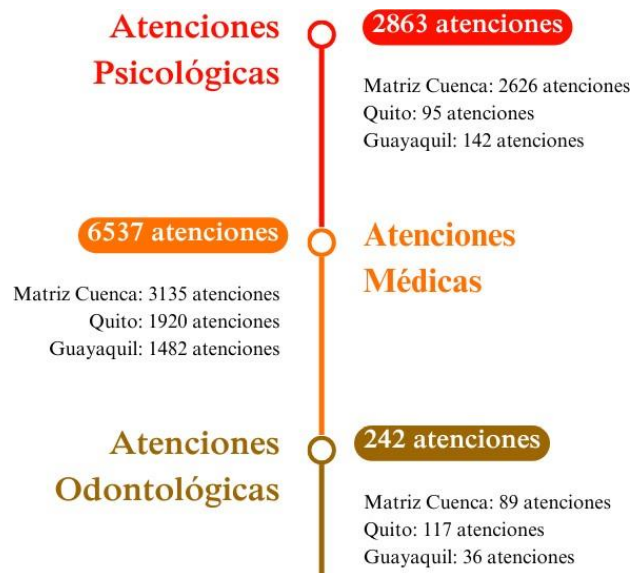 Atenciones
Psicológicas
2863 atenciones
Matriz Cuenca: 2626 atenciones
Quito: 95 atenciones
Guayaquil: 142 atenciones
6537 atenciones
Matriz Cuenca: 3135 atenciones
Quito: 1920 atenciones
Guayaquil: 1482 atenciones
Atenciones
Médicas
Atenciones
Odontológicas
242 atenciones
Matriz Cuenca: 89 atenciones
Quito: 117 atenciones
Guayaquil: 36 atenciones